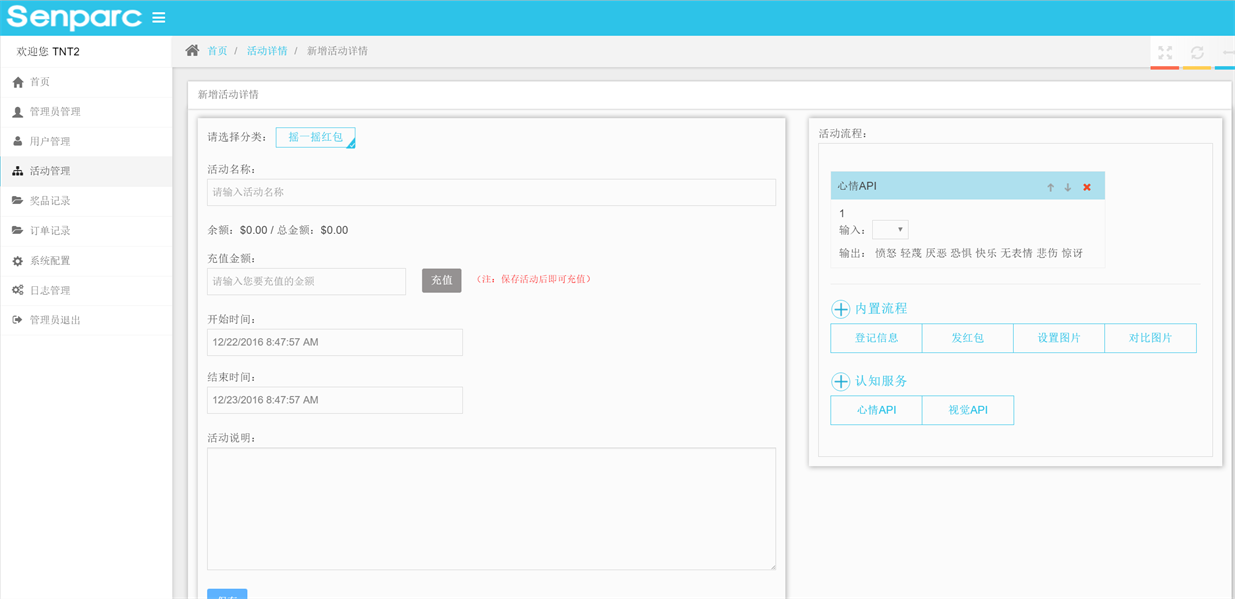 Senparc
欢迎您 TNT2
首页
管理员管理
用户管理
活动管理
奖品记录
订单记录
系统配置
日志管理
管理员退出
首页 / 活动详情 / 新增活动详情
新增活动详情
请选择分类： 摇一摇红包
活动名称：
请输入活动名称
余额：$0.00 / 总金额：$0.00
充值金额：
请输入您要充值的金额 充值 （注：保存活动后即可充值）
开始时间：
12/22/2016 8:47:57 AM
结束时间：
12/23/2016 8:47:57 AM
活动说明：
活动流程：
心情API
1
输入：
输出： 愤怒 轻蔑 厌恶 恐惧 快乐 无表情 悲伤 惊讶
内置流程
登记信息 发红包 设置图片 对比图片
认知服务
心情API 视觉API